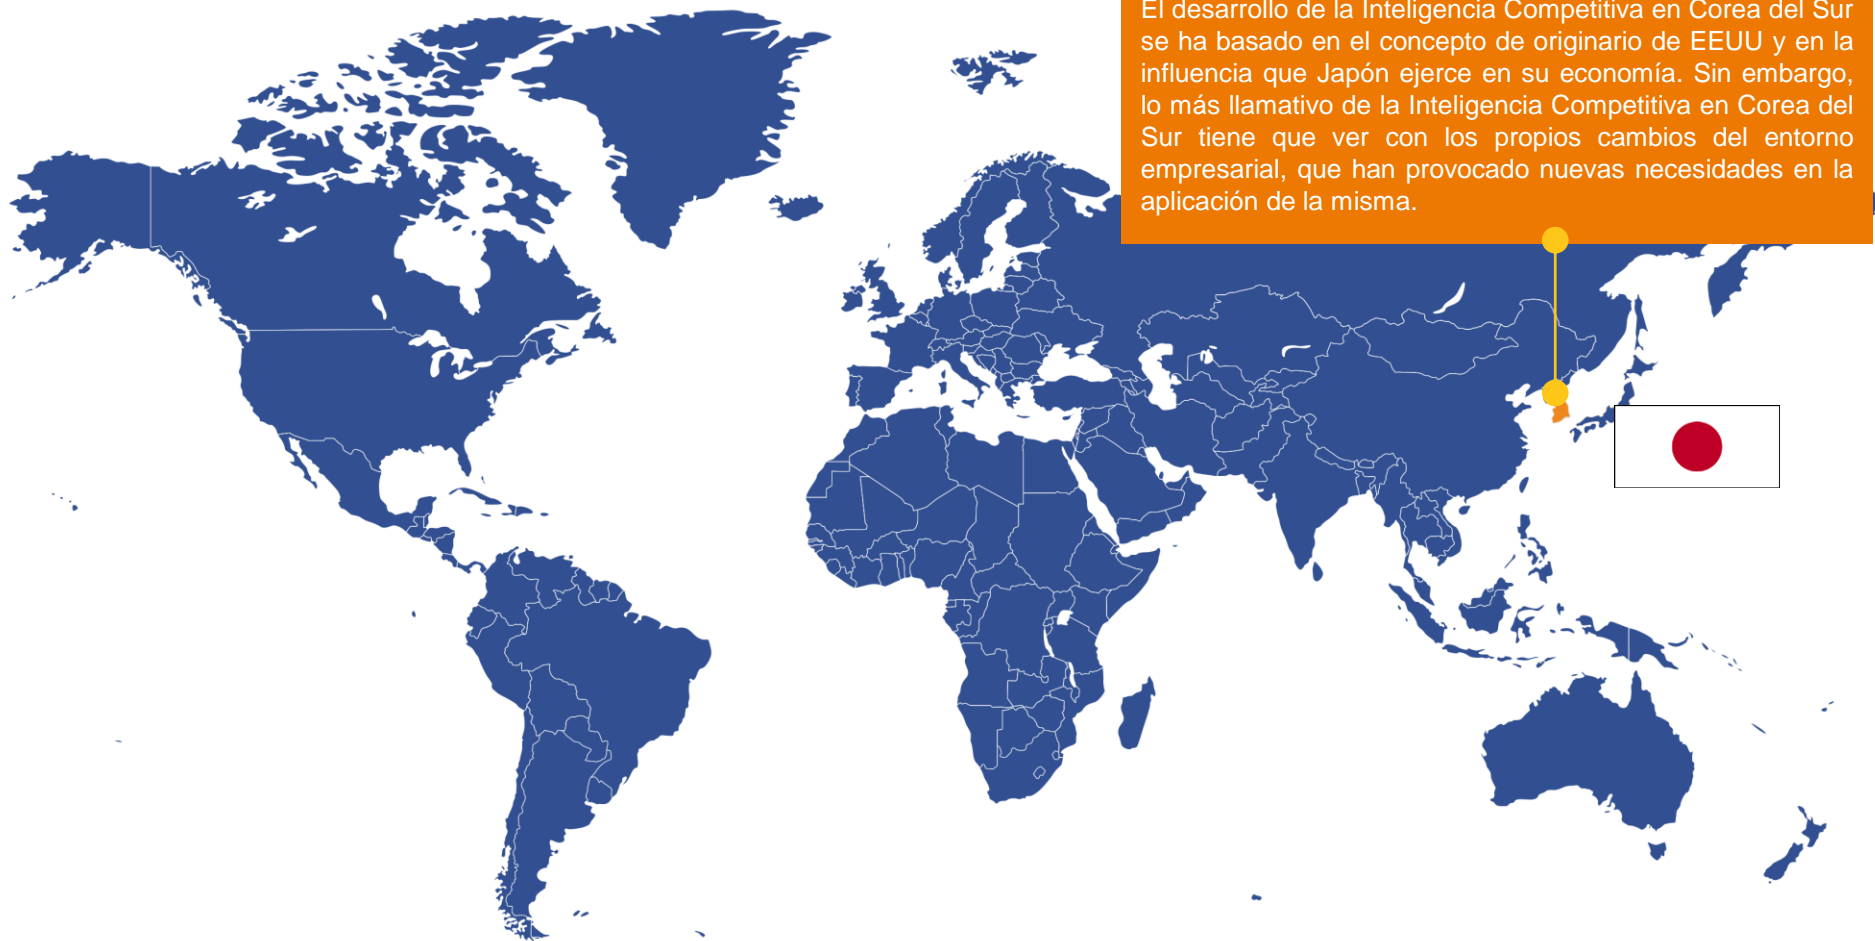 El desarrollo de la Inteligencia Competitiva en Corea del Sur
se ha basado en el concepto de originario de EEUU y en la
influencia que Japón ejerce en su economía. Sin embargo,
lo más llamativo de la Inteligencia Competitiva en Corea del
Sur tiene que ver con los propios cambios del entorno
empresarial, que han provocado nuevas necesidades en la
aplicación de la misma.